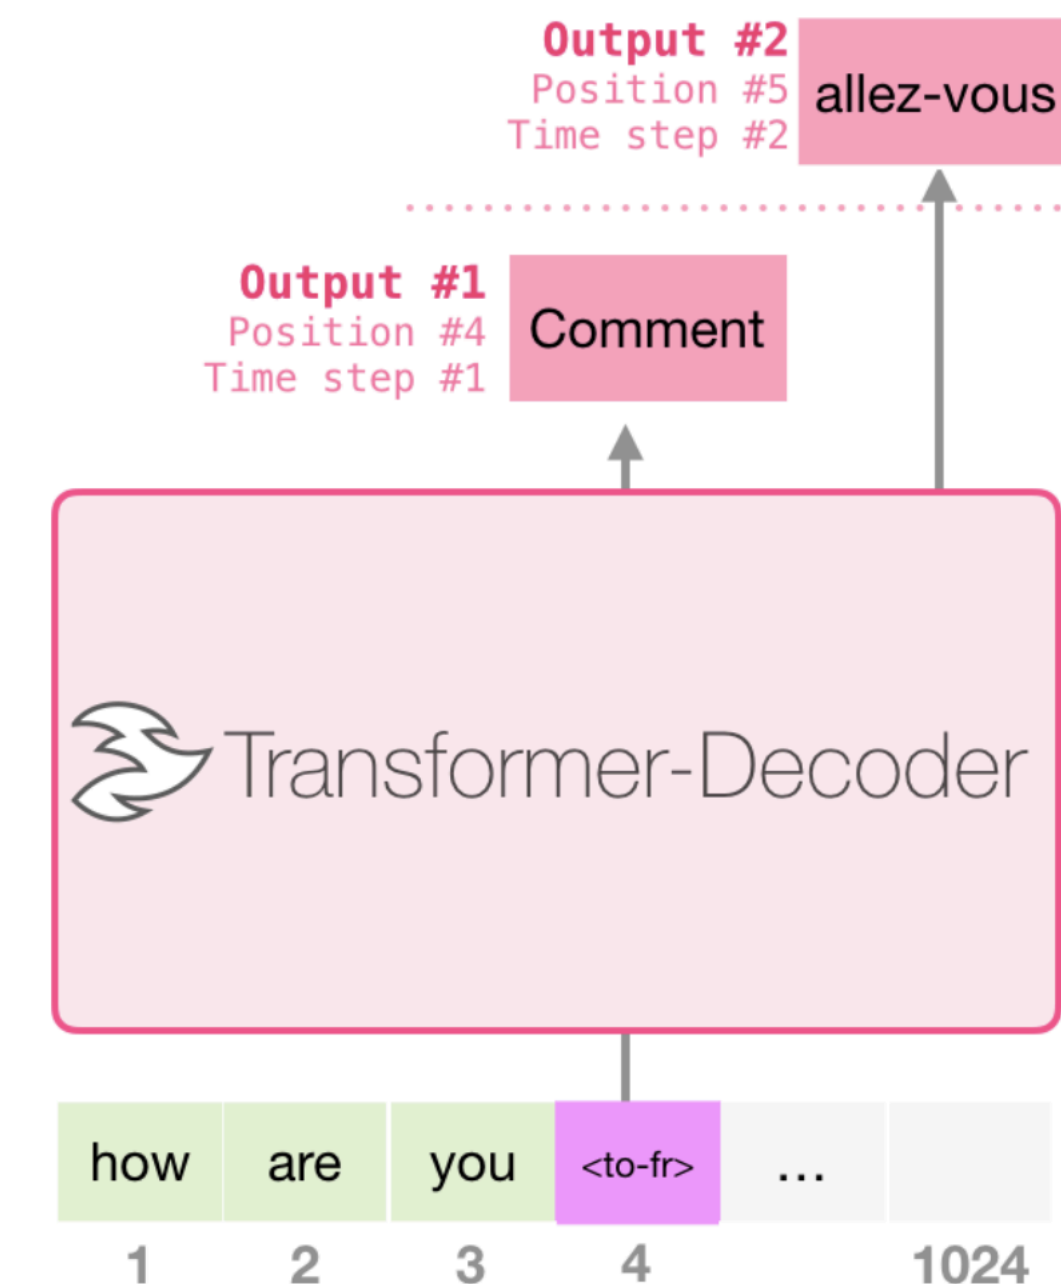 Output #2
Position #5
Time step #2
allez-vous
Output #1
Position #4
Time step #1
Comment
Transformer-Decoder
how are you <to-fr> ...
1 2 3 4 1024